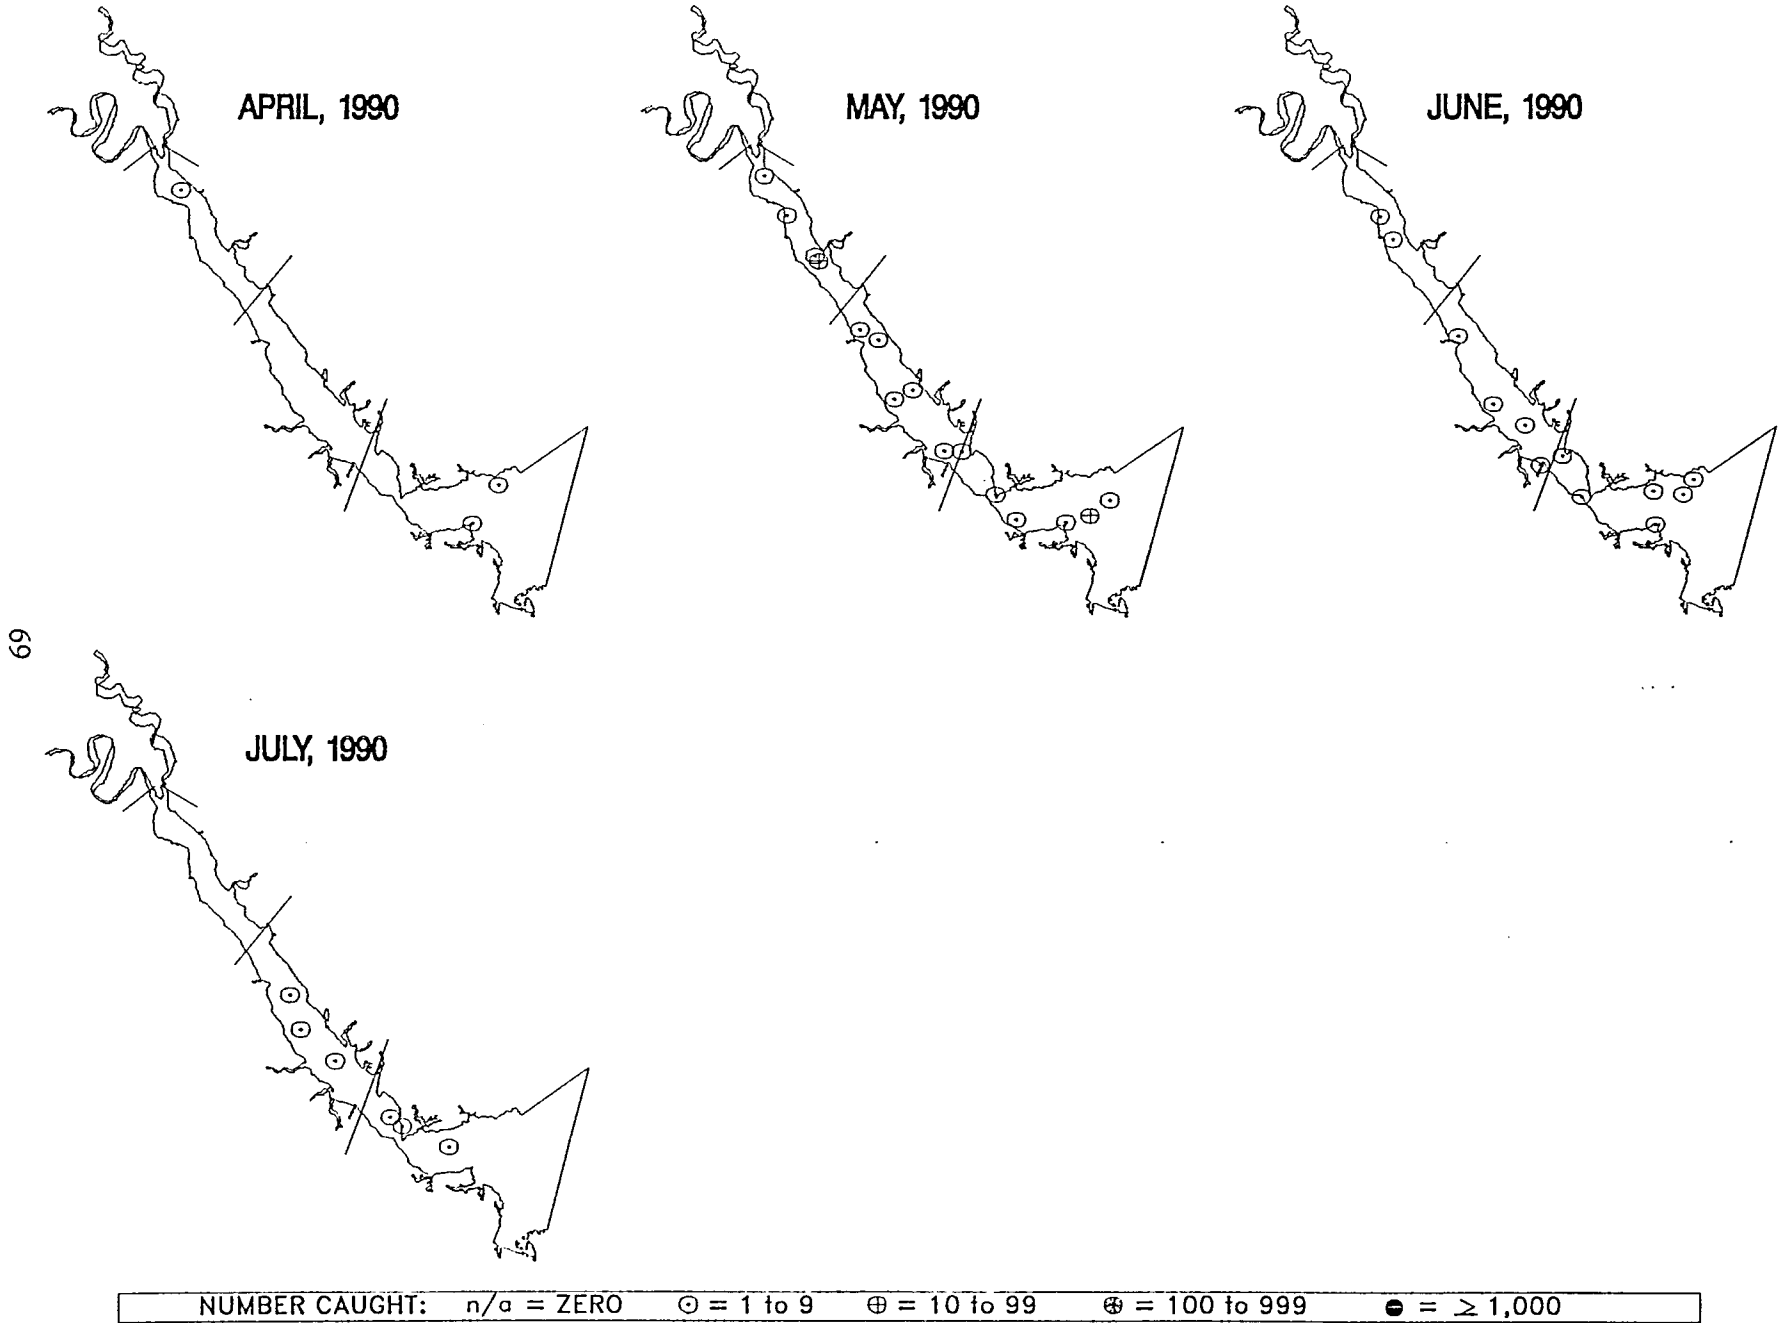 APRIL, 1990
MAY, 1990
JUNE, 1990
69
JULY, 1990
NUMBER CAUGHT: n/a = ZERO ⊙ = 1 to 9 ⊕ = 10 to 99 ⊛ = 100 to 999 ● = ≥ 1,000